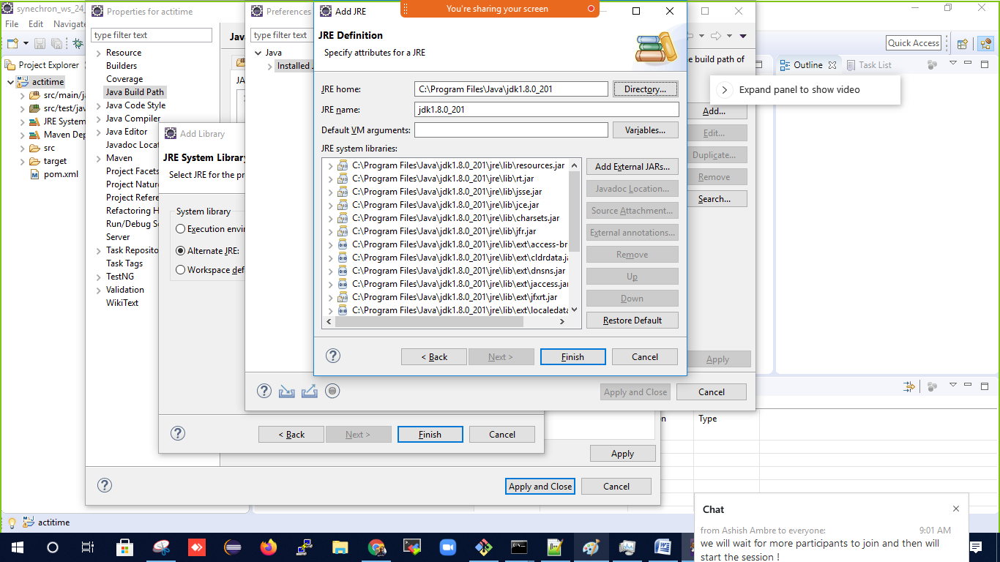 synechron_ws_24_
File Edit Navigate
Quick Access
Project Explorer
actitime
src/main/ja
src/test/jav
JRE System
Maven Dep
src
target
pom.xml
Properties for actitime
type filter text
Resource
Builders
Coverage
Java Build Path
Java Code Style
Java Compiler
Java Editor
Javadoc Locat
Maven
Project Facets
Project Nature
Project Refere
Refactoring H
Run/Debug S
Server
Task Reposito
Task Tags
TestNG
Validation
WikiText
Java
JA
Apply
Apply and Close Cancel
Add Library
JRE System Library
Select JRE for the pr
System library
Execution envir
Alternate JRE:
Workspace defa
< Back Next > Finish Cancel
Preferences
type filter text
Java
Installed J
he build path of
Add...
Edit...
Duplicate...
Remove
Search...
Apply
Apply and Close Cancel
Add JRE
You're sharing your screen
JRE Definition
Specify attributes for a JRE
JRE home: C:\Program Files\Java\jdk1.8.0_201 Directory...
JRE name: jdk1.8.0_201
Default VM arguments: Variables...
JRE system libraries:
C:\Program Files\Java\jdk1.8.0_201\jre\lib\resources.jar
C:\Program Files\Java\jdk1.8.0_201\jre\lib\rt.jar
C:\Program Files\Java\jdk1.8.0_201\jre\lib\jsse.jar
C:\Program Files\Java\jdk1.8.0_201\jre\lib\jce.jar
C:\Program Files\Java\jdk1.8.0_201\jre\lib\charsets.jar
C:\Program Files\Java\jdk1.8.0_201\jre\lib\jfr.jar
C:\Program Files\Java\jdk1.8.0_201\jre\lib\ext\access-br
C:\Program Files\Java\jdk1.8.0_201\jre\lib\ext\cldrdata.ja
C:\Program Files\Java\jdk1.8.0_201\jre\lib\ext\dnsns.jar
C:\Program Files\Java\jdk1.8.0_201\jre\lib\ext\jaccess.jar
C:\Program Files\Java\jdk1.8.0_201\jre\lib\ext\jfxrt.jar
C:\Program Files\Java\jdk1.8.0_201\jre\lib\ext\localedata
Add External JARs...
Javadoc Location...
Source Attachment...
External annotations...
Remove
Up
Down
Restore Default
< Back Next > Finish Cancel
Outline Task List
Expand panel to show video
n Type
actitime
Chat
from Ashish Ambre to everyone: 9:01 AM
we will wait for more participants to join and then will
start the session !